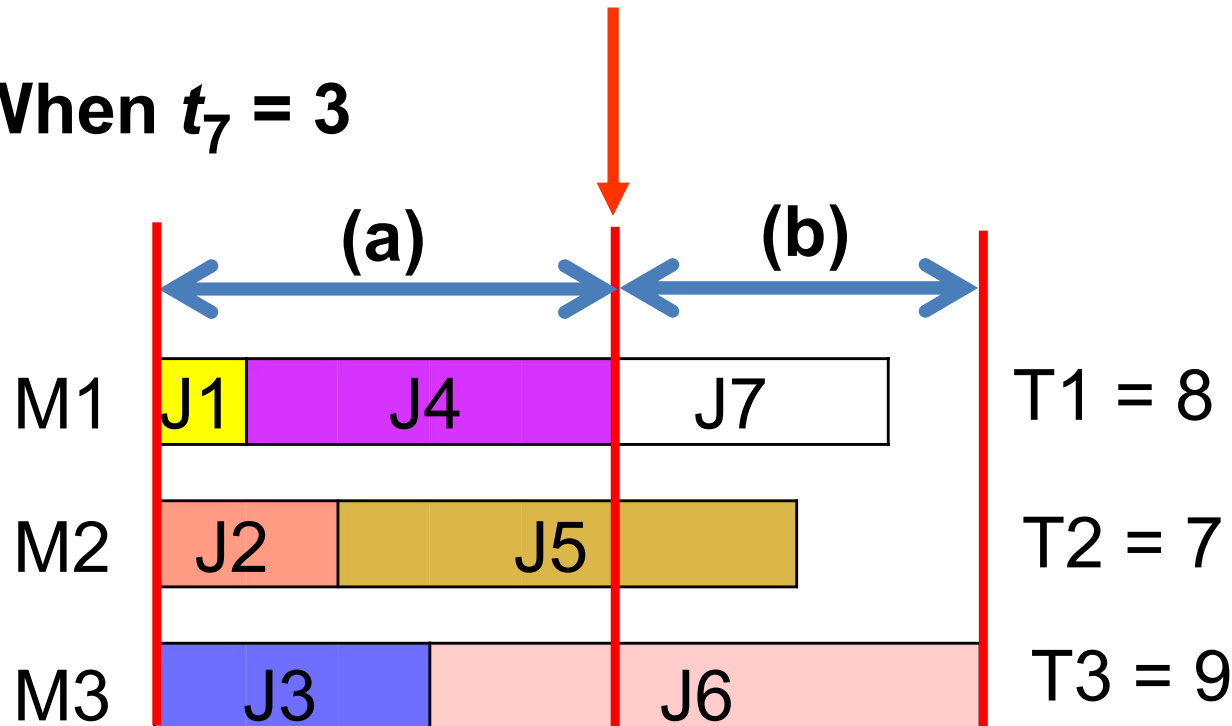 When t7 = 3
(a) (b)
M1 J1 J4 J7 T1 = 8
M2 J2 J5 T2 = 7
M3 J3 J6 T3 = 9